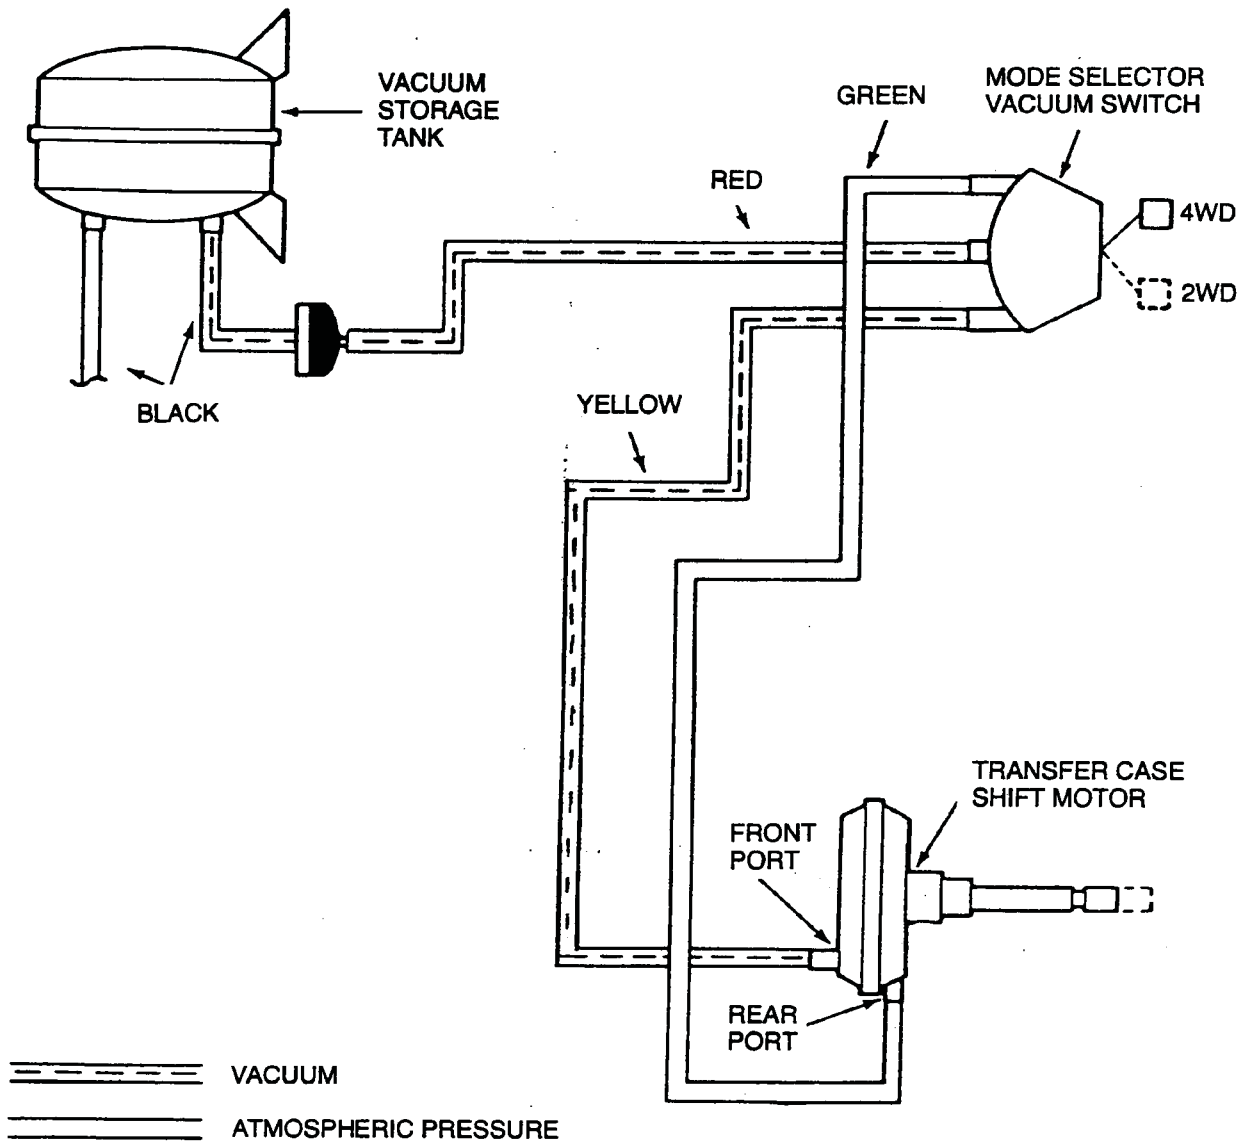 VACUUM
STORAGE
TANK
GREEN
MODE SELECTOR
VACUUM SWITCH
RED
4WD
2WD
BLACK
YELLOW
TRANSFER CASE
SHIFT MOTOR
FRONT
PORT
REAR
PORT
VACUUM
ATMOSPHERIC PRESSURE